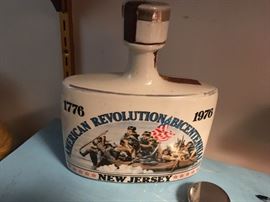 1776 1976
AMERICAN REVOLUTION BICENTENNIAL
NEW JERSEY